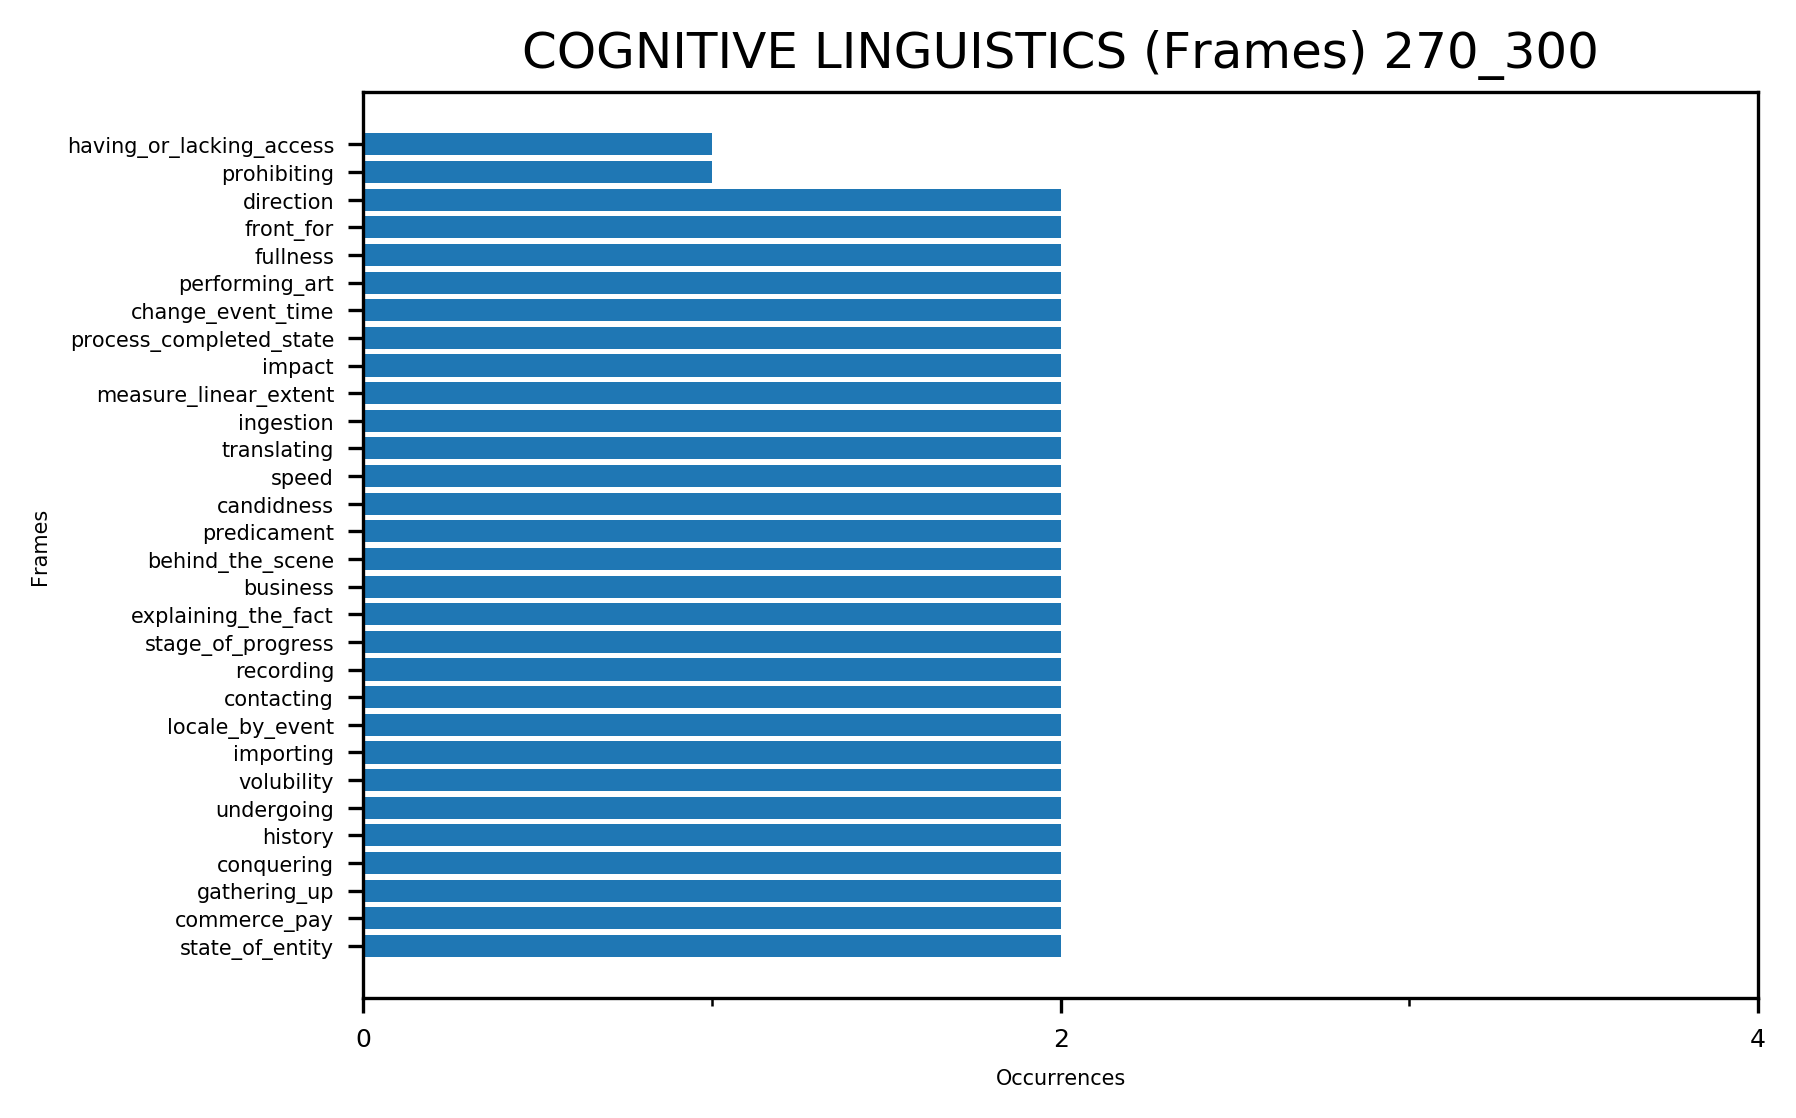 COGNITIVE LINGUISTICS (Frames) 270_300
having_or_lacking_access
prohibiting
direction
front_for
fullness
performing_art
change_event_time
process_completed_state
impact
measure_linear_extent
ingestion
translating
speed
candidness
predicament
behind_the_scene
business
explaining_the_fact
stage_of_progress
recording
contacting
locale_by_event
importing
volubility
undergoing
history
conquering
gathering_up
commerce_pay
state_of_entity
Frames
0 2 4
Occurrences